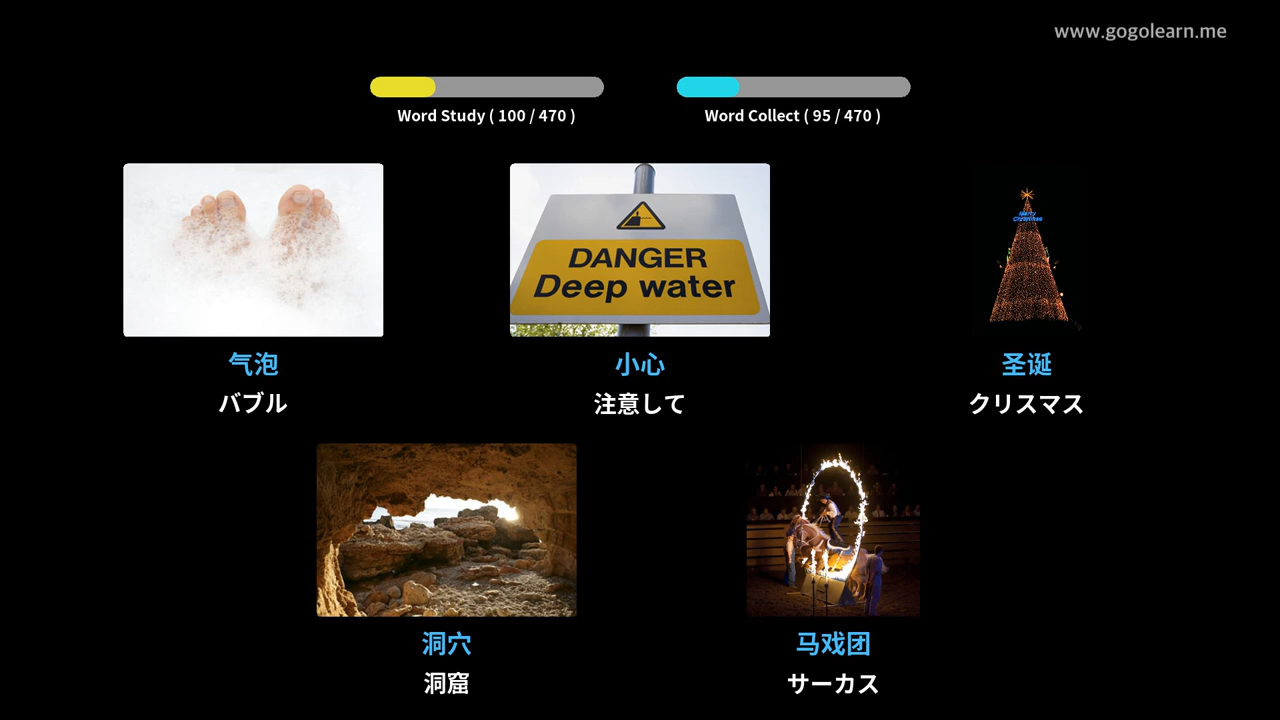 www.gogolearn.me
Word Study ( 100 / 470 )
Word Collect ( 95 / 470 )
DANGER
Deep water
Merry
Christmas
气泡
小心
圣诞
バブル
注意して
クリスマス
洞穴
马戏团
洞窟
サーカス